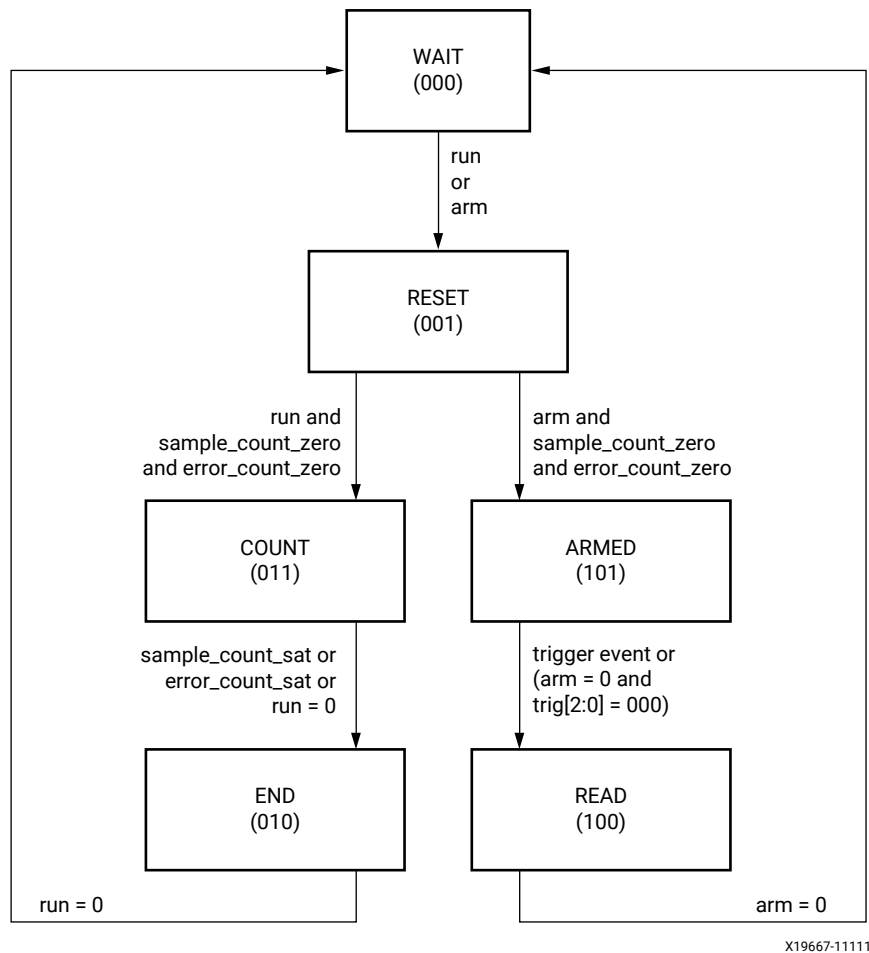 WAIT
(000)
run
or
arm
RESET
(001)
run and
sample_count_zero
and error_count_zero
arm and
sample_count_zero
and error_count_zero
COUNT
(011)
ARMED
(101)
sample_count_sat or
error_count_sat or
run = 0
trigger event or
(arm = 0 and
trig[2:0] = 000)
END
(010)
READ
(100)
run = 0
arm = 0
X19667-11111